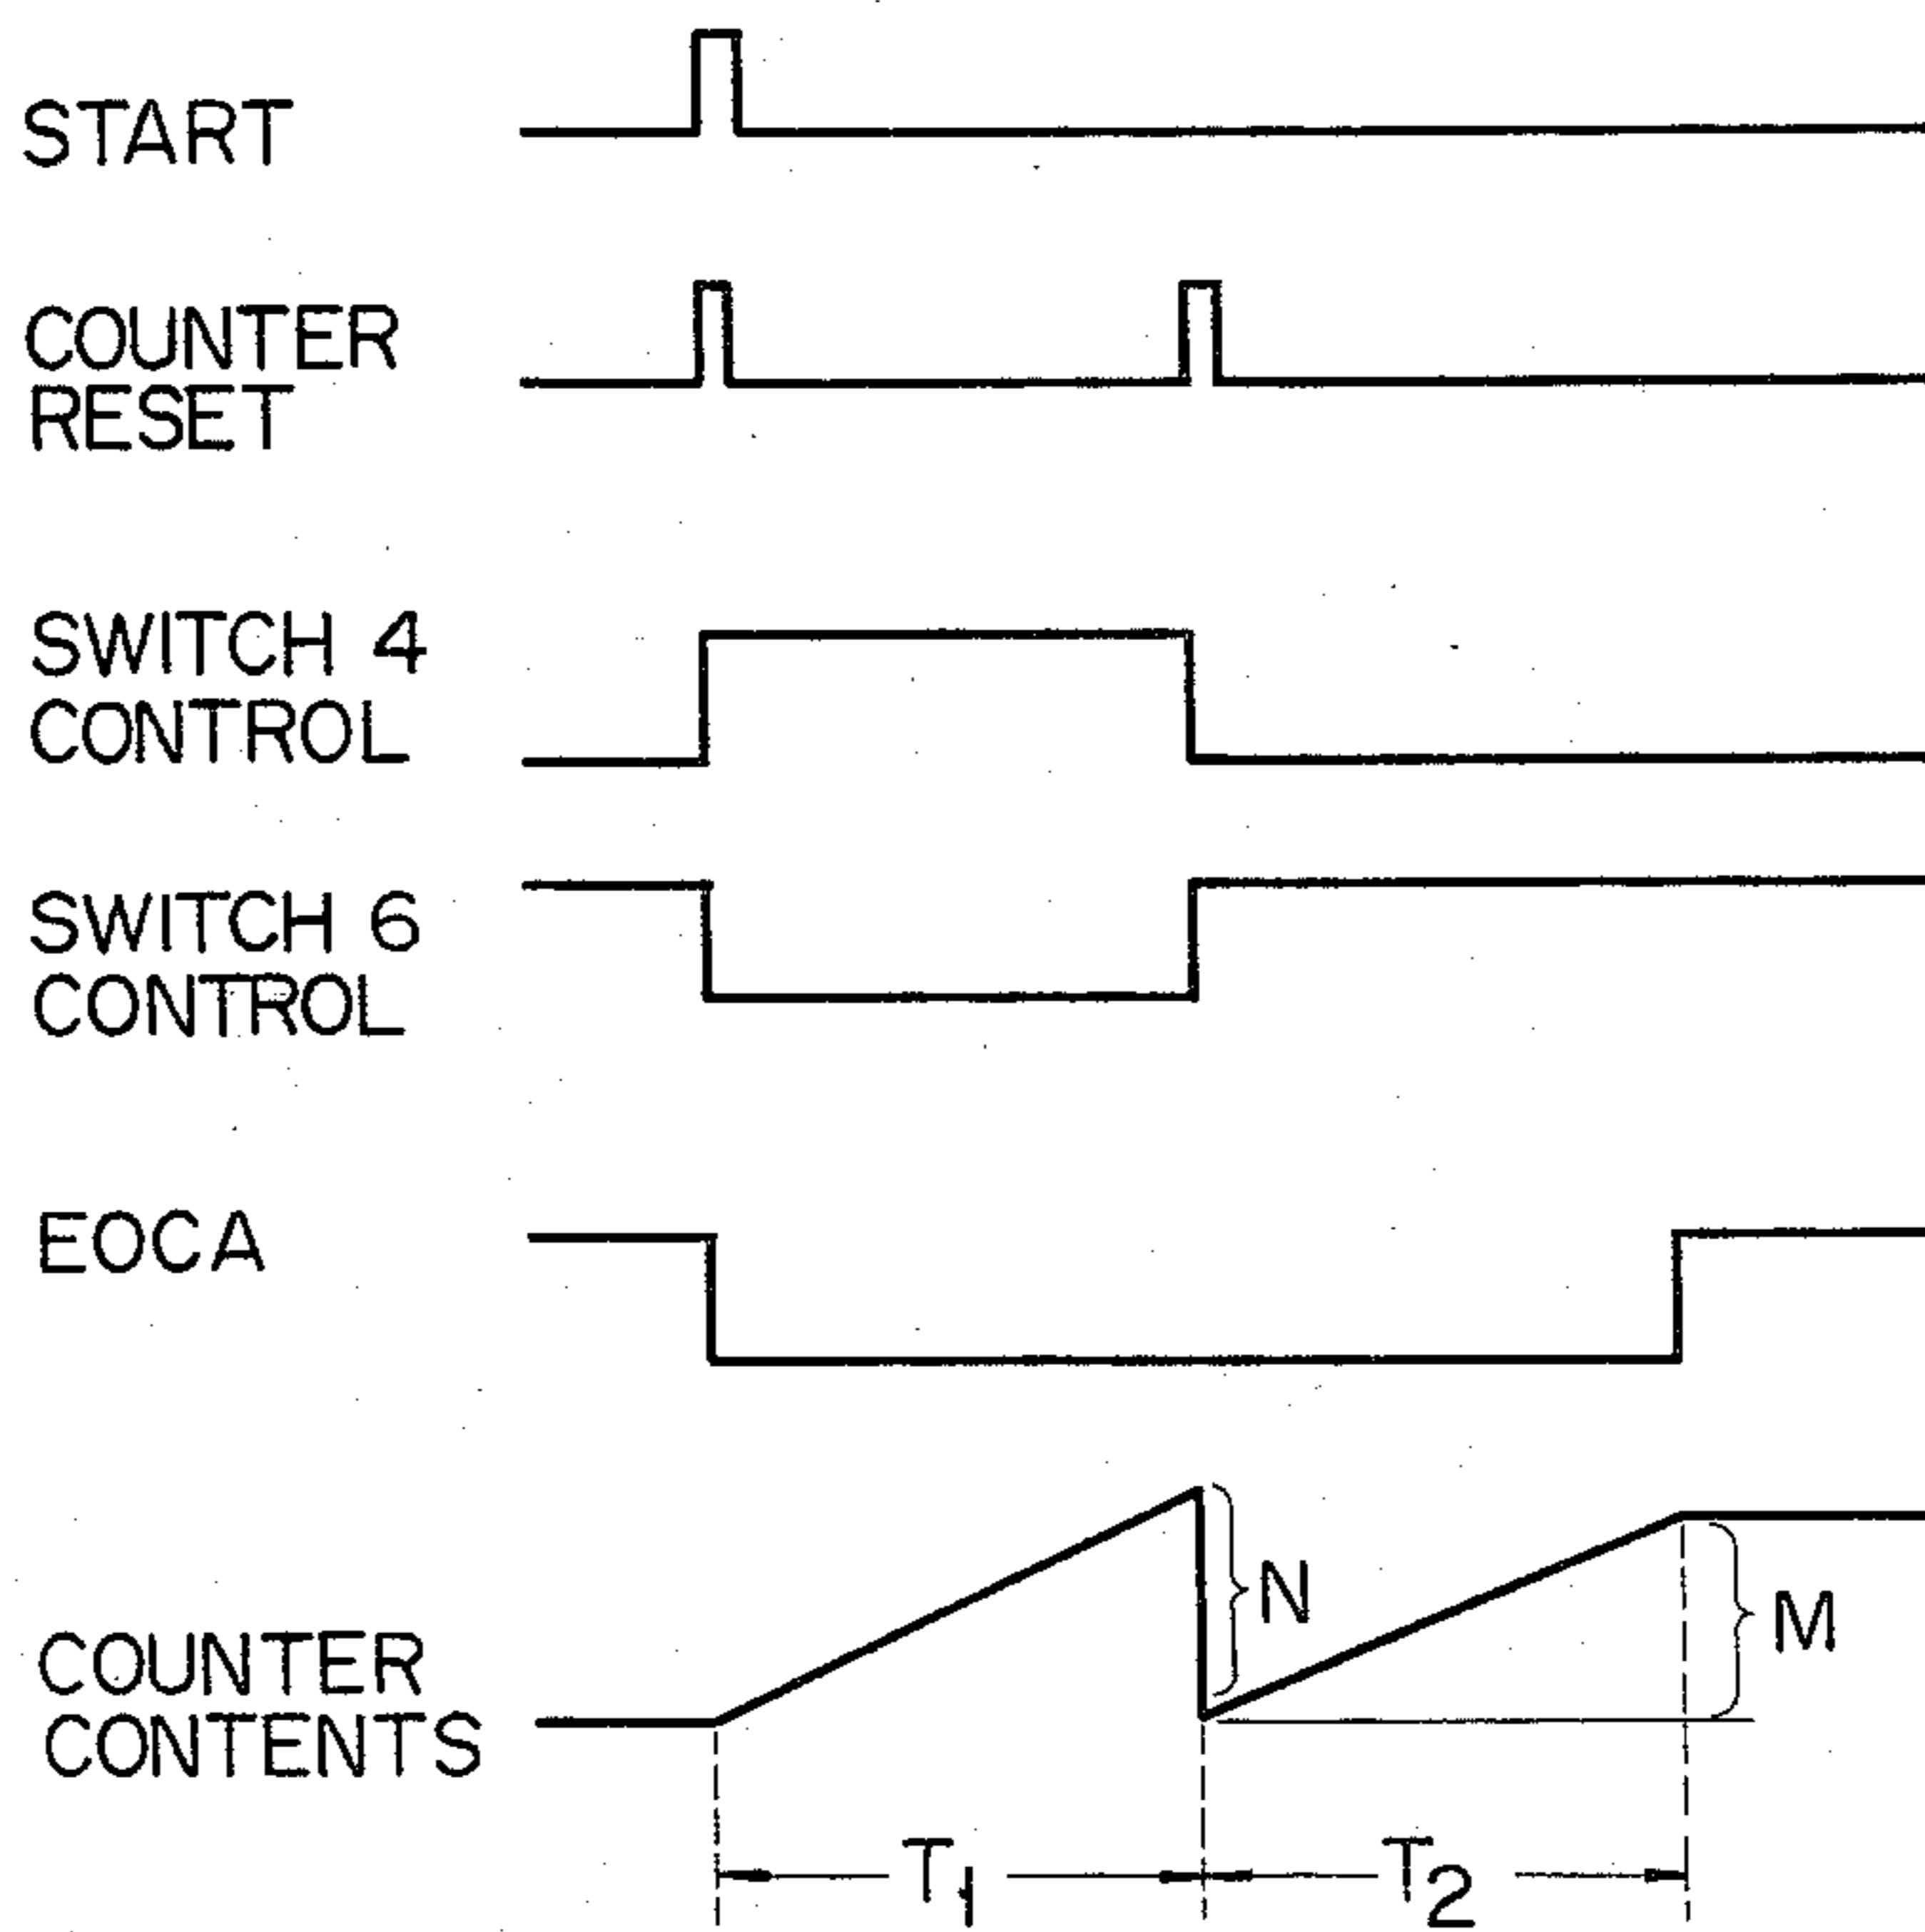 START
COUNTER
RESET
SWITCH 4
CONTROL
SWITCH 6
CONTROL
EOCA
COUNTER
CONTENTS
N
M
T1
T2